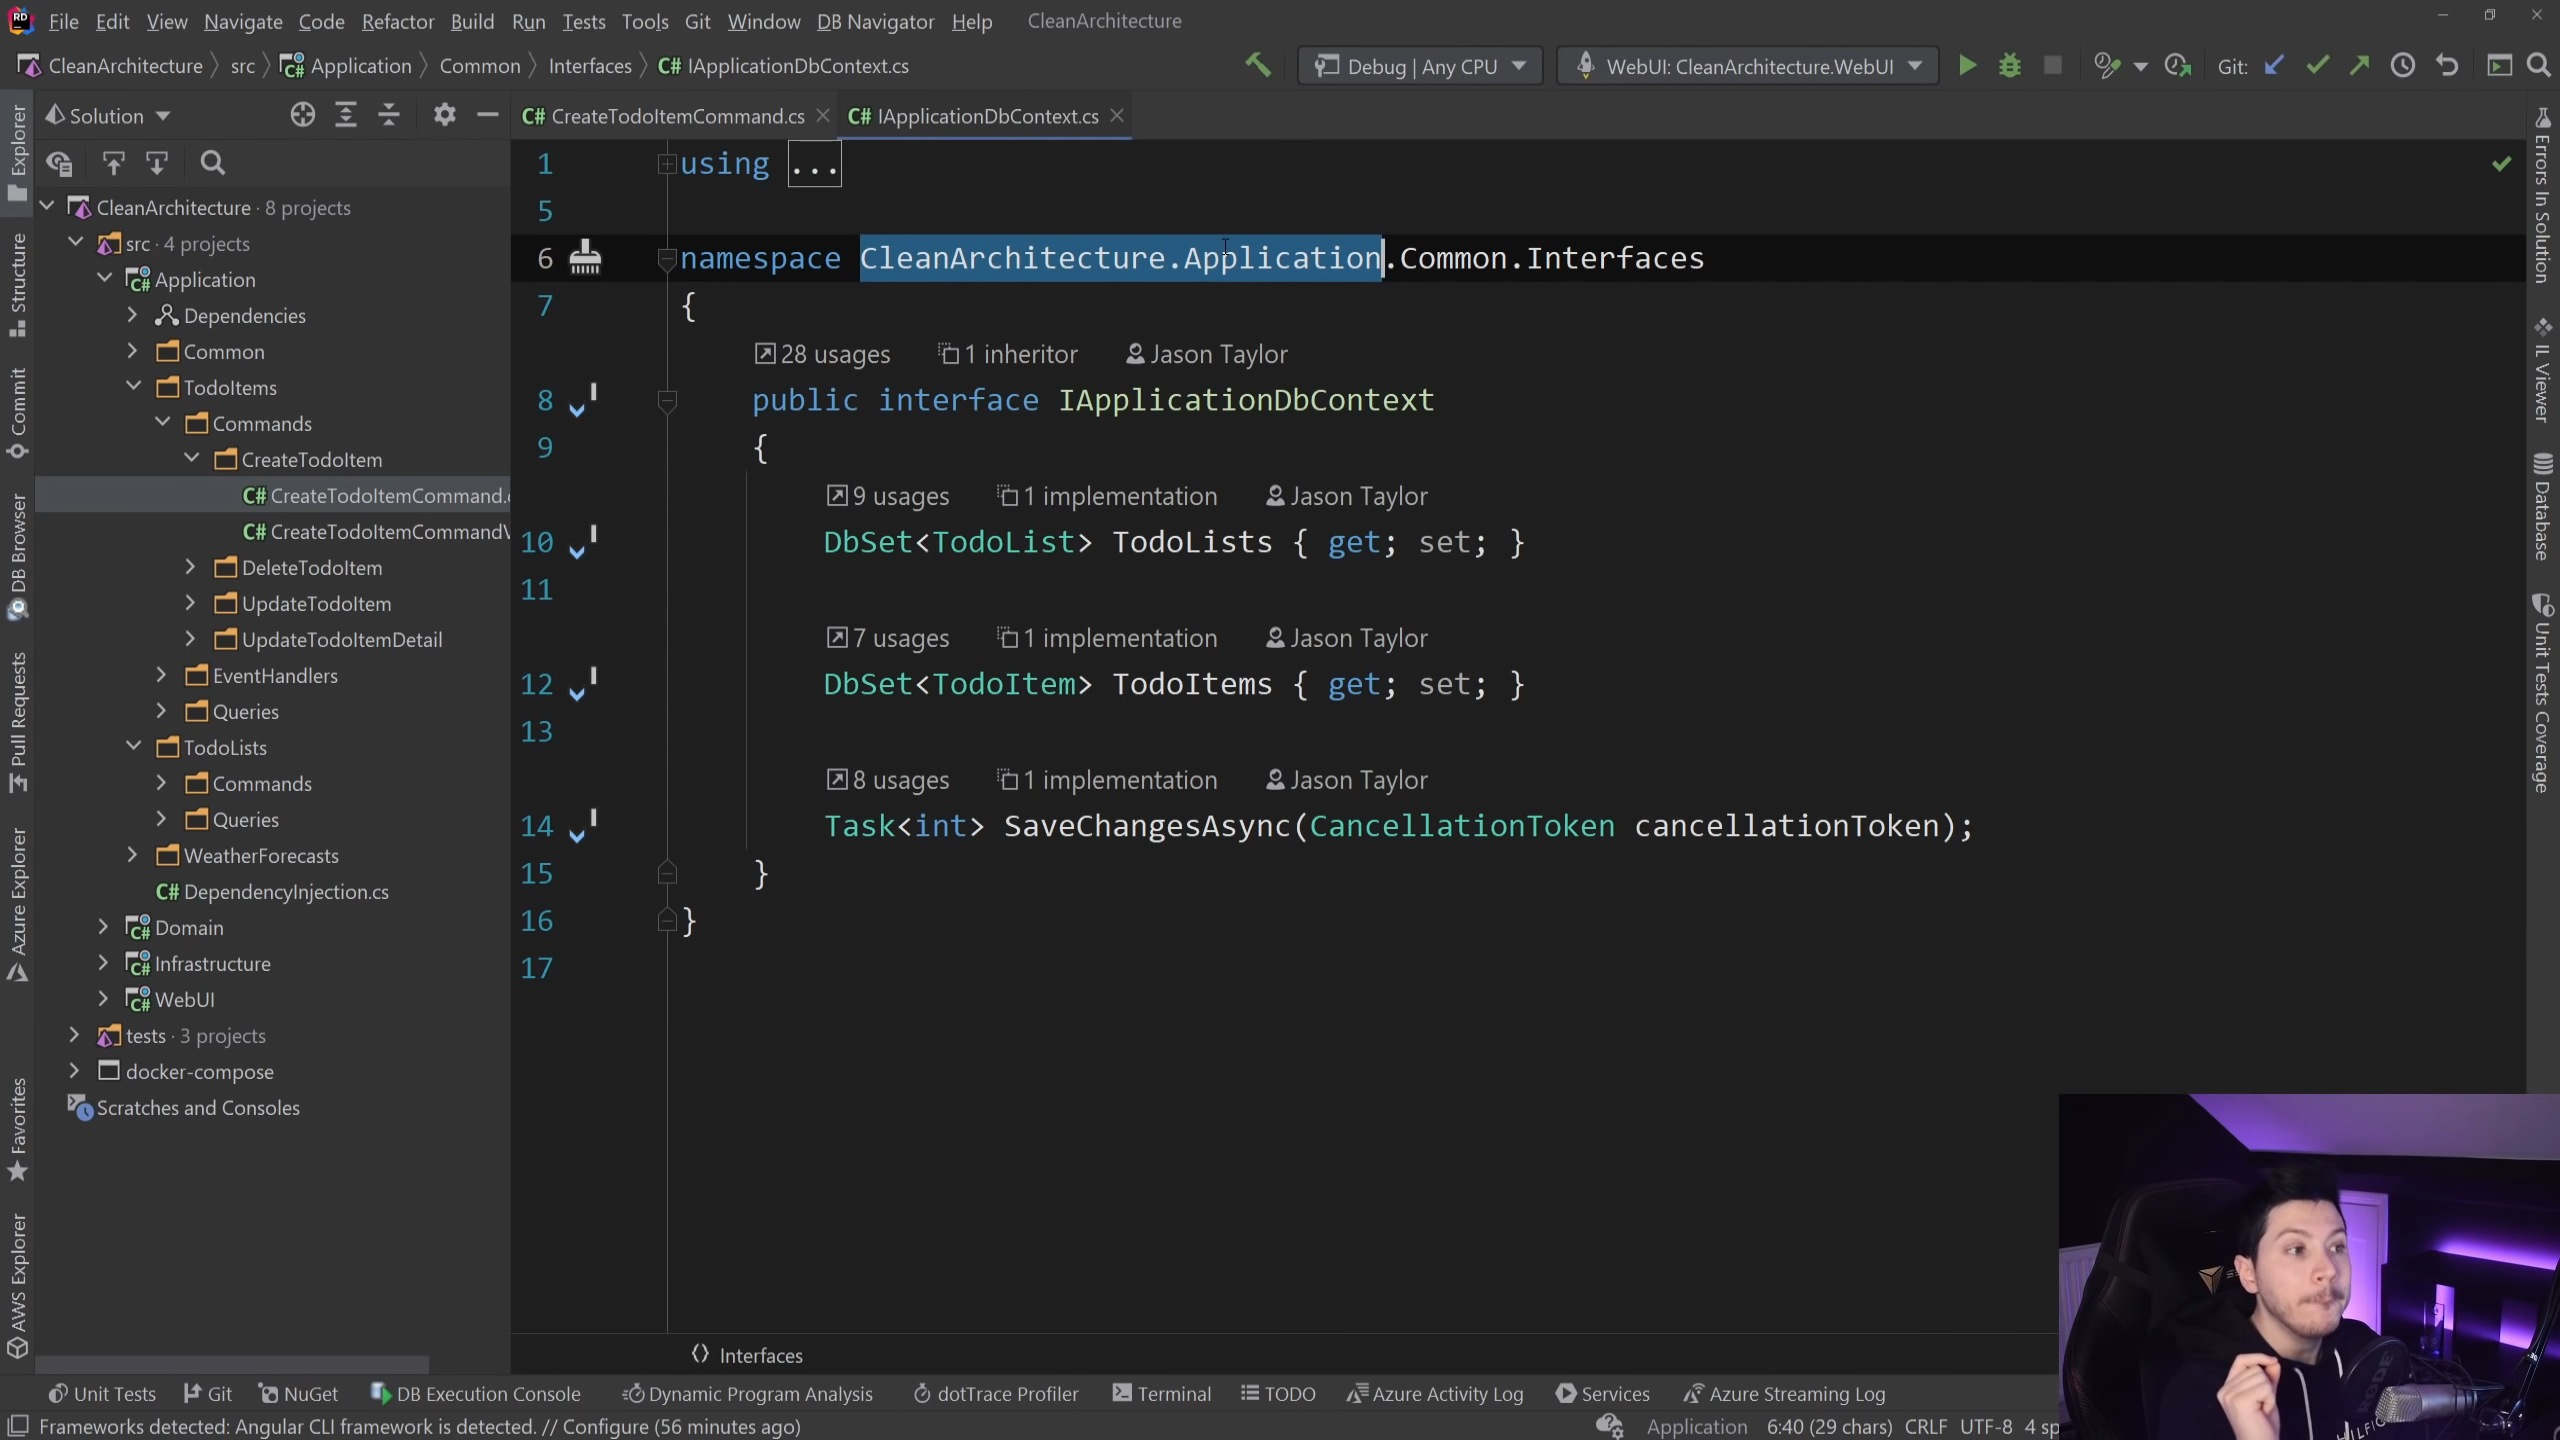 File Edit View Navigate Code Refactor Build Run Tests Tools Git Window DB Navigator Help CleanArchitecture
CleanArchitecture src Application Common Interfaces C# IApplicationDbContext.cs
Debug | Any CPU
WebUI: CleanArchitecture.WebUI
Git:
Solution
C# CreateTodoItemCommand.cs
C# IApplicationDbContext.cs
Explorer
Structure
Commit
DB Browser
Pull Requests
Azure Explorer
Favorites
AWS Explorer
CleanArchitecture · 8 projects
src · 4 projects
C# Application
Dependencies
Common
TodoItems
Commands
CreateTodoItem
C# CreateTodoItemCommand.
C# CreateTodoItemCommandV
DeleteTodoItem
UpdateTodoItem
UpdateTodoItemDetail
EventHandlers
Queries
TodoLists
Commands
Queries
WeatherForecasts
C# DependencyInjection.cs
C# Domain
C# Infrastructure
C# WebUI
tests · 3 projects
docker-compose
Scratches and Consoles
1 using ...
5
6 namespace CleanArchitecture.Application.Common.Interfaces
7 {
28 usages 1 inheritor Jason Taylor
8 public interface IApplicationDbContext
9 {
9 usages 1 implementation Jason Taylor
10 DbSet<TodoList> TodoLists { get; set; }
11
7 usages 1 implementation Jason Taylor
12 DbSet<TodoItem> TodoItems { get; set; }
13
8 usages 1 implementation Jason Taylor
14 Task<int> SaveChangesAsync(CancellationToken cancellationToken);
15 }
16 }
17
Errors In Solution
IL Viewer
Database
Unit Tests Coverage
Interfaces
Unit Tests Git NuGet DB Execution Console Dynamic Program Analysis dotTrace Profiler Terminal TODO Azure Activity Log Services Azure Streaming Log
Frameworks detected: Angular CLI framework is detected. // Configure (56 minutes ago)
Application 6:40 (29 chars) CRLF UTF-8 4 sp